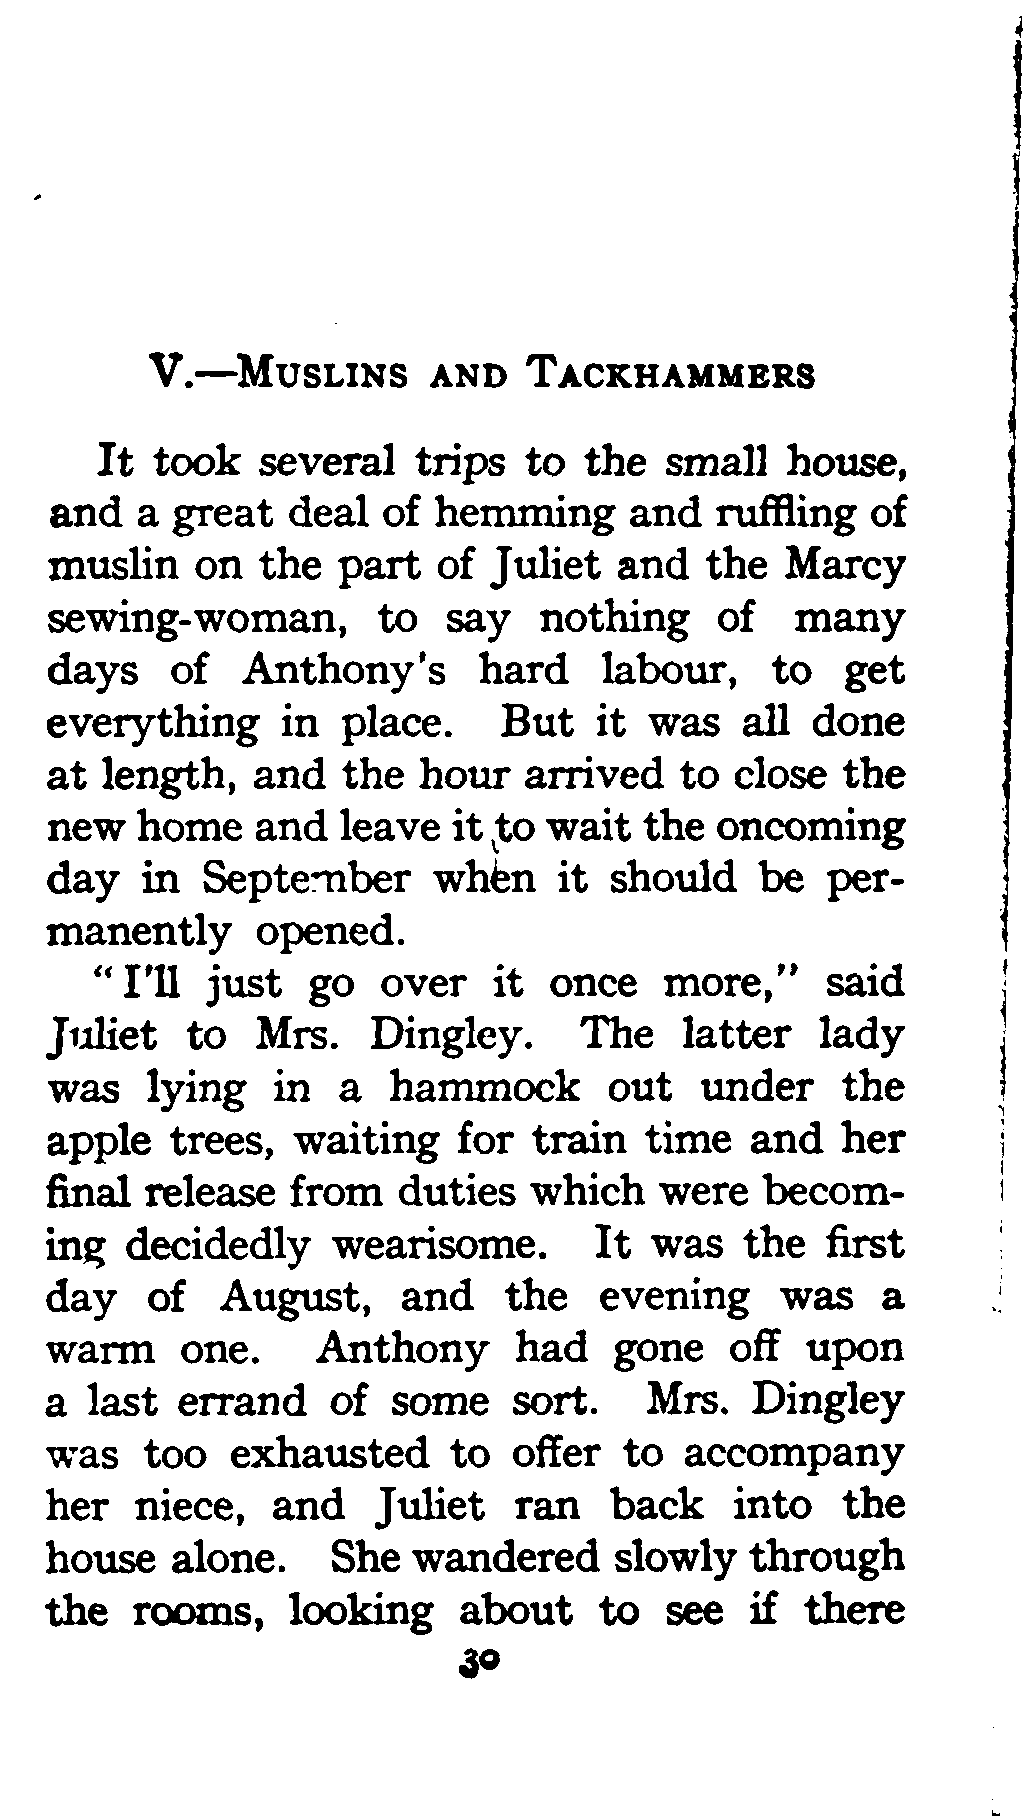 V.—Muslins and Tackhammers
It took several trips to the small house,
and a great deal of hemming and ruffling of
muslin on the part of Juliet and the Marcy
sewing-woman, to say nothing of many
days of Anthony's hard labour, to get
everything in place. But it was all done
at length, and the hour arrived to close the
new home and leave it to wait the oncoming
day in September when it should be per-
manently opened.
"I'll just go over it once more," said
Juliet to Mrs. Dingley. The latter lady
was lying in a hammock out under the
apple trees, waiting for train time and her
final release from duties which were becom-
ing decidedly wearisome. It was the first
day of August, and the evening was a
warm one. Anthony had gone off upon
a last errand of some sort. Mrs. Dingley
was too exhausted to offer to accompany
her niece, and Juliet ran back into the
house alone. She wandered slowly through
the rooms, looking about to see if there
30